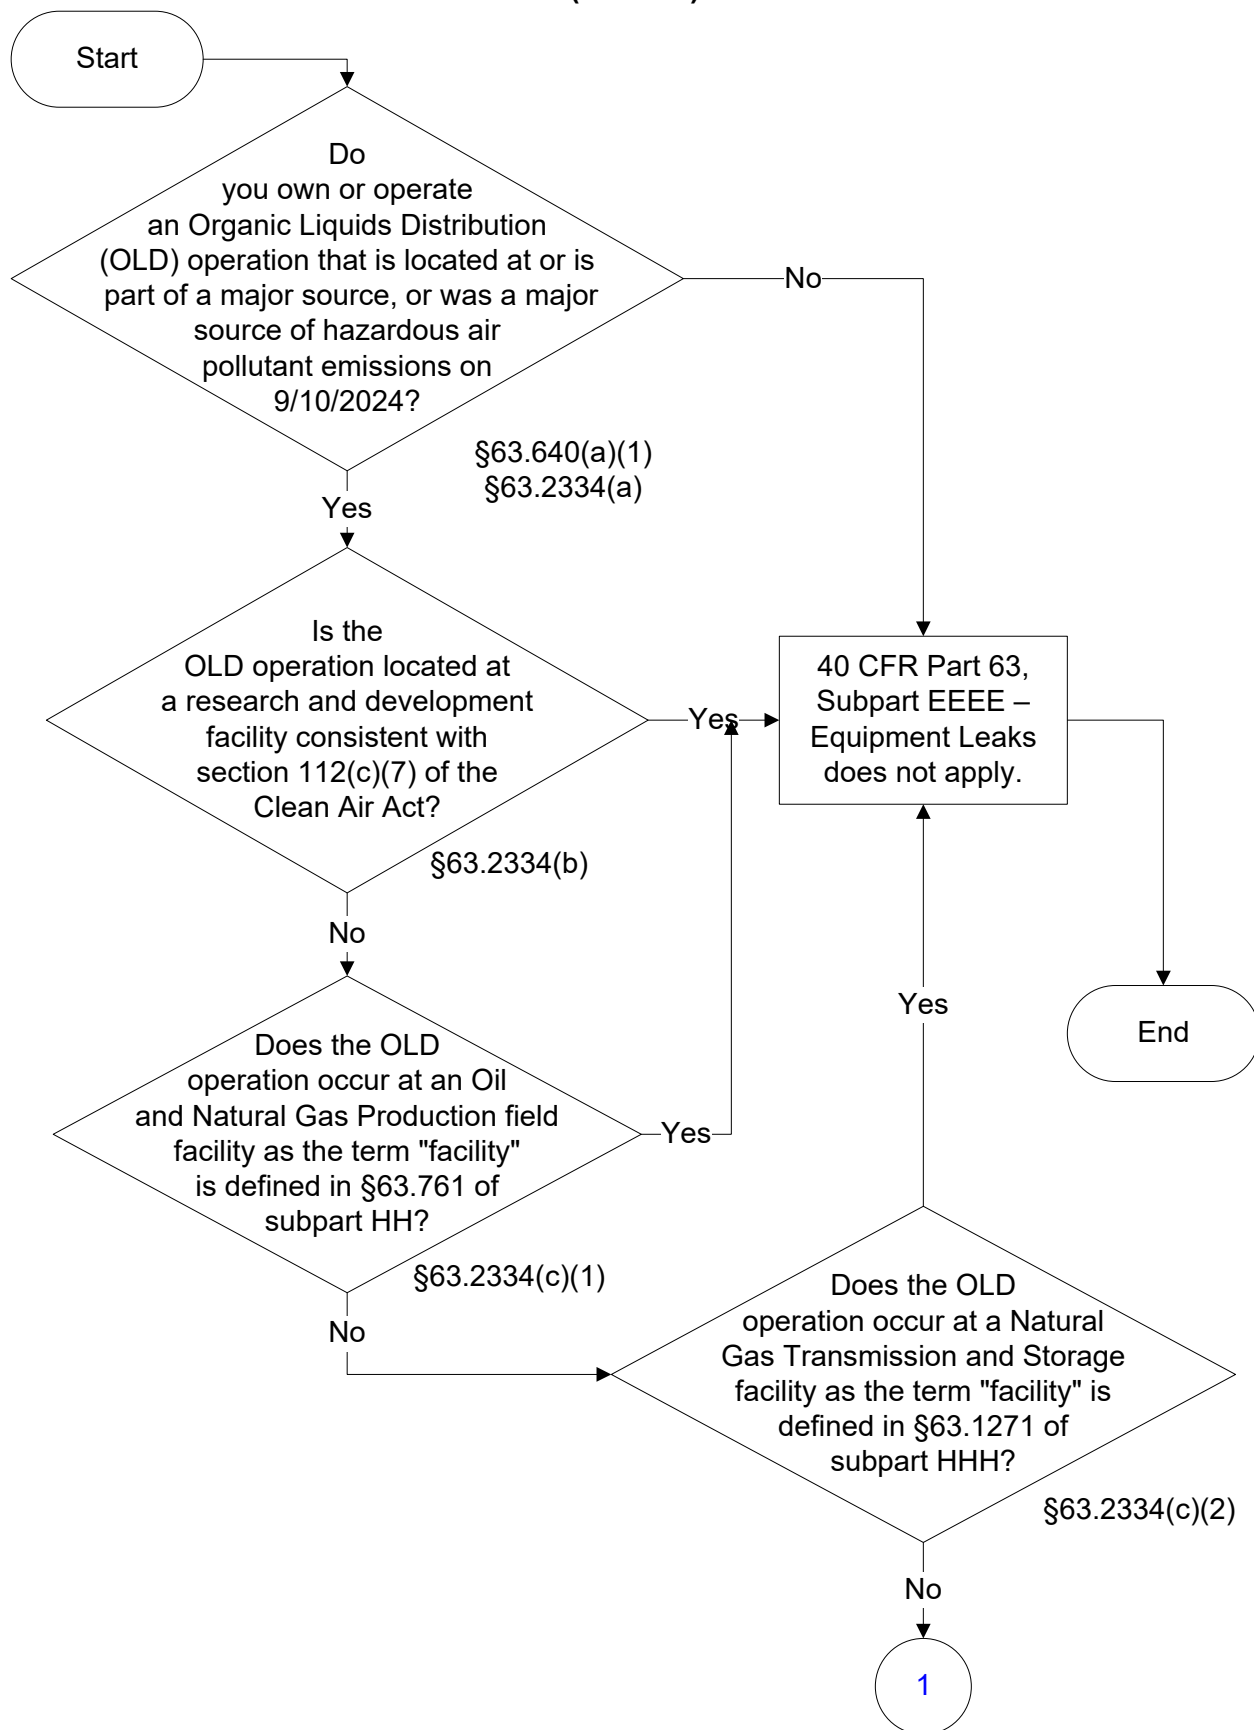 Start
Do
you own or operate
an Organic Liquids Distribution
(OLD) operation that is located at or is
part of a major source, or was a major
source of hazardous air
pollutant emissions on
9/10/2024?
No
§63.640(a)(1)
§63.2334(a)
Yes
Is the
OLD operation located at
a research and development
facility consistent with
section 112(c)(7) of the
Clean Air Act?
Yes
40 CFR Part 63,
Subpart EEEE –
Equipment Leaks
does not apply.
§63.2334(b)
No
Yes
End
Does the OLD
operation occur at an Oil
and Natural Gas Production field
facility as the term "facility"
is defined in §63.761 of
subpart HH?
Yes
§63.2334(c)(1)
No
Does the OLD
operation occur at a Natural
Gas Transmission and Storage
facility as the term "facility" is
defined in §63.1271 of
subpart HHH?
§63.2334(c)(2)
No
1